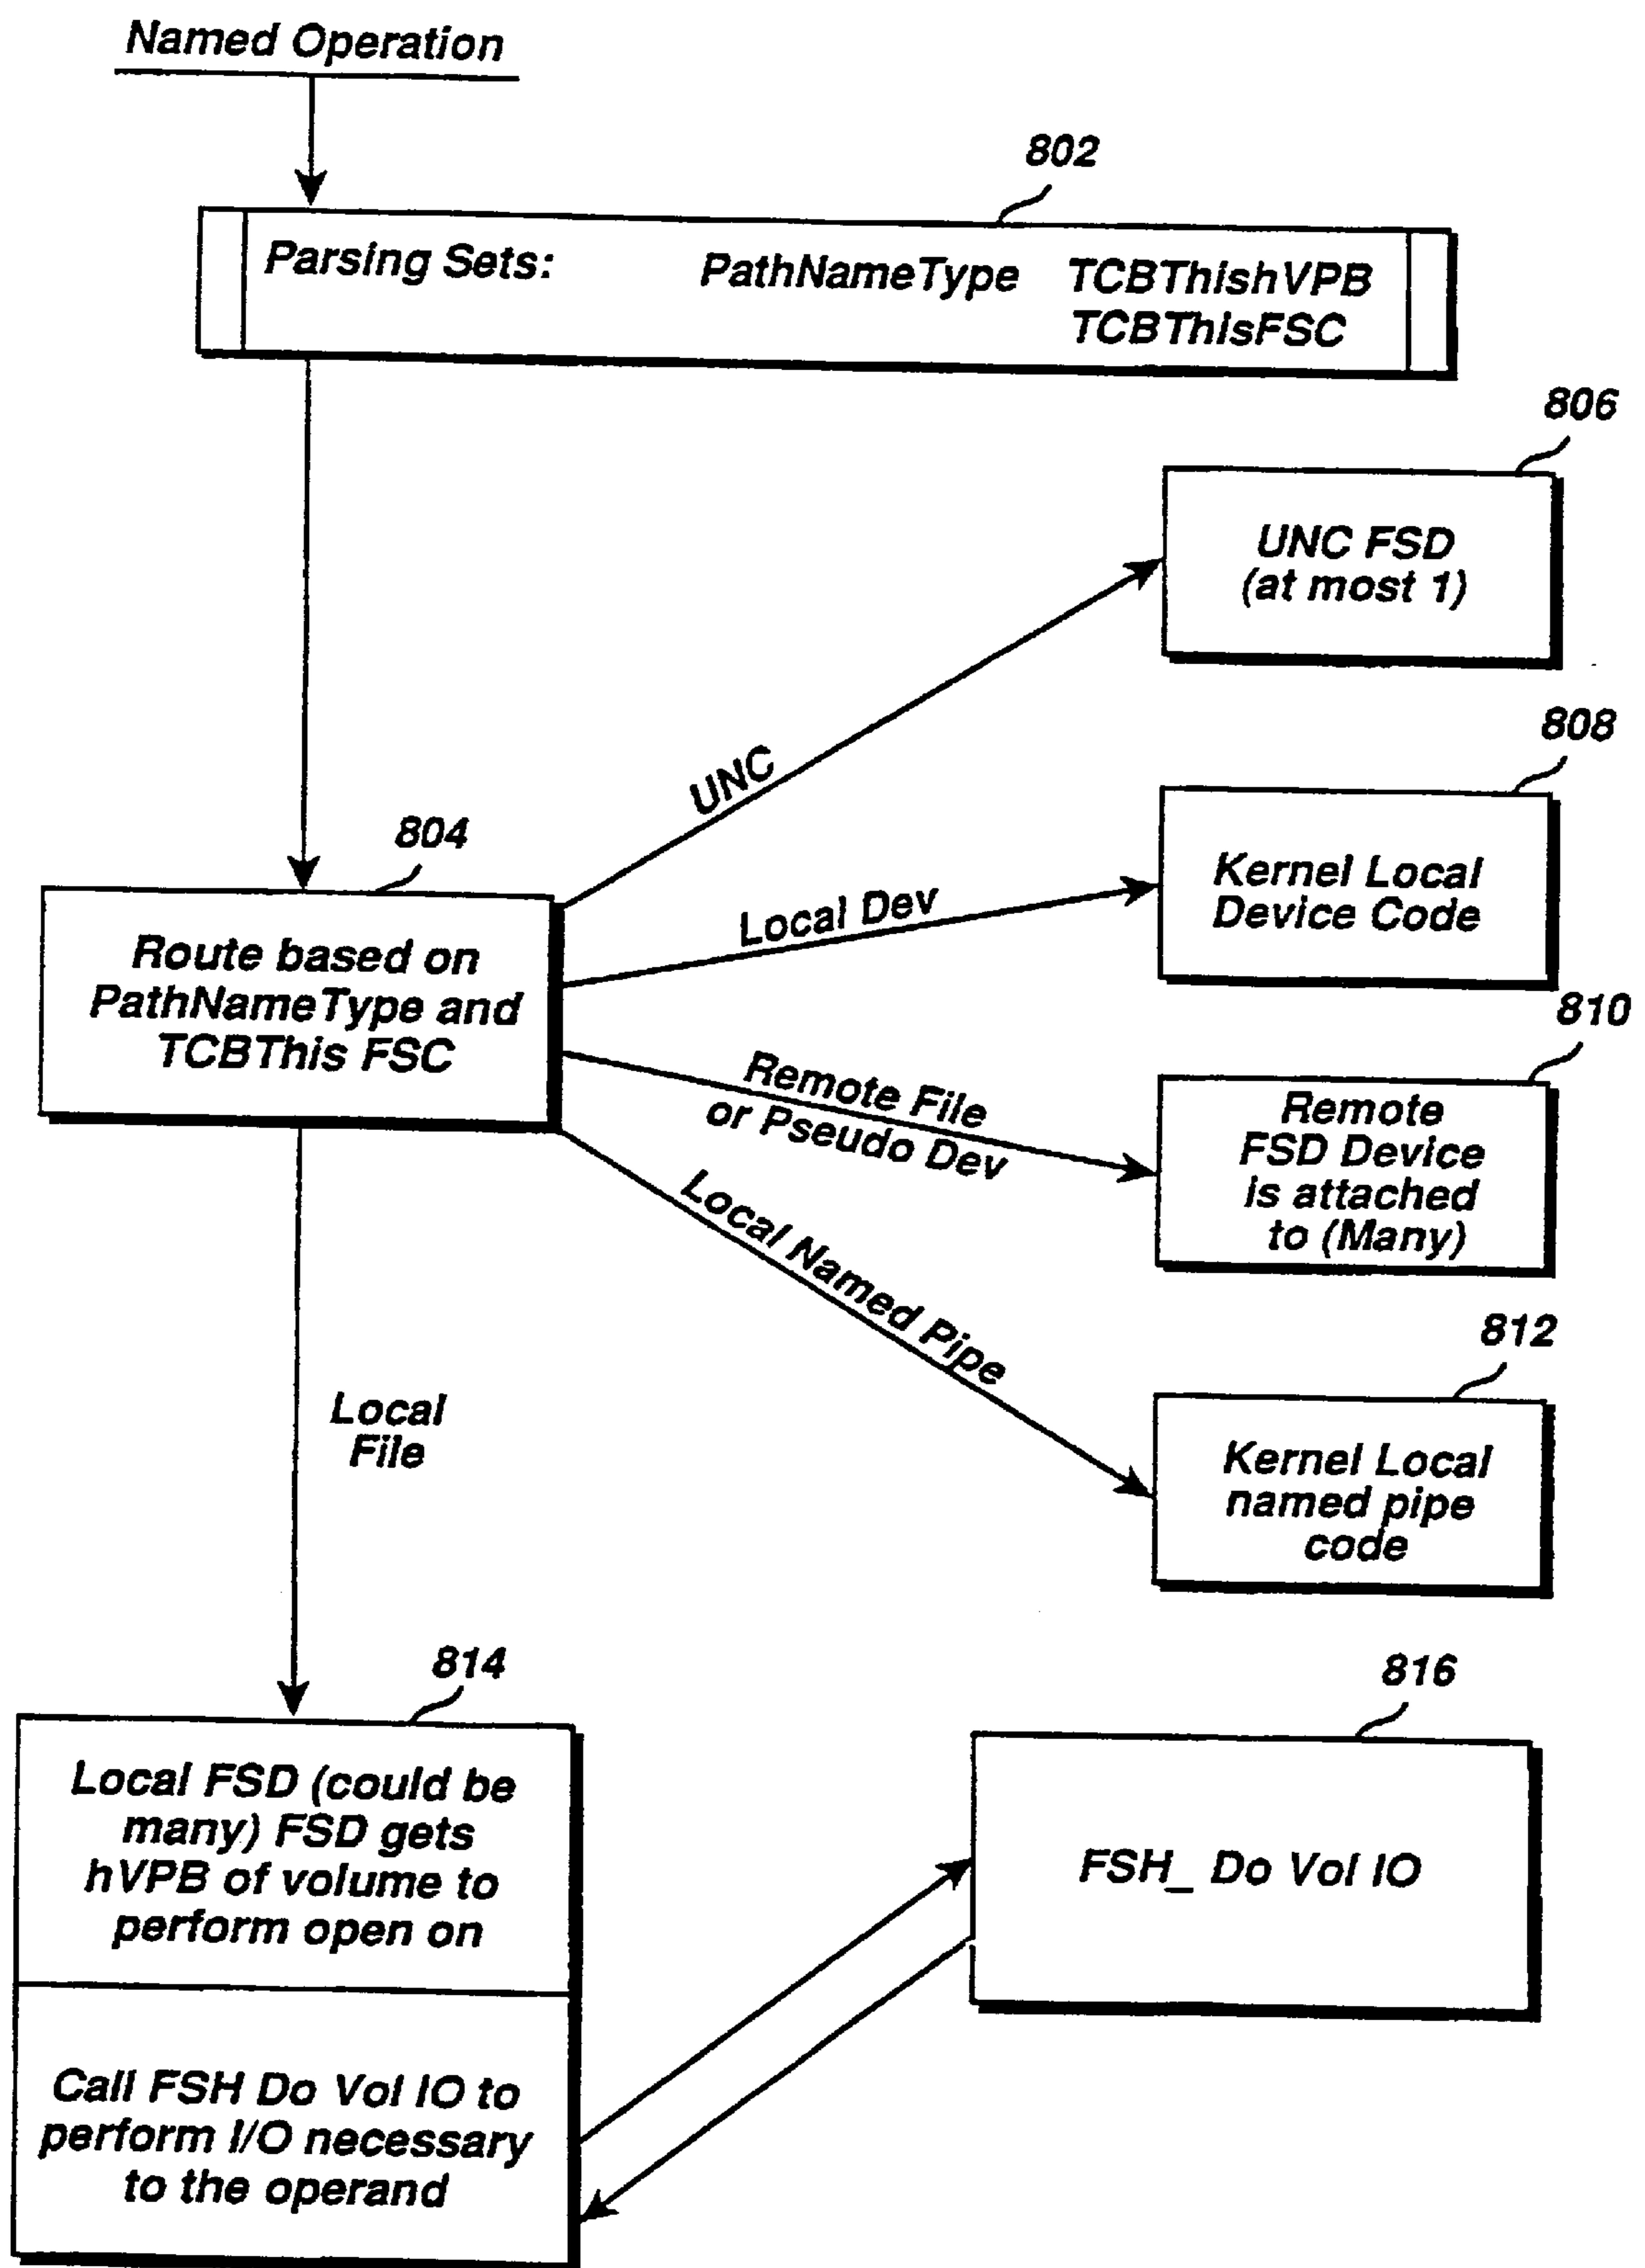 Named Operation
802
Parsing Sets: PathNameType TCBThishVPB
TCBThisFSC
806
UNC FSD
(at most 1)
UNC
808
Kernel Local
Device Code
Local Dev
804
Route based on
PathNameType and
TCBThis FSC
810
Remote
FSD Device
is attached
to (Many)
Remote File
or Pseudo Dev
Local Named Pipe
812
Kernel Local
named pipe
code
Local
File
814
Local FSD (could be
many) FSD gets
hVPB of volume to
perform open on
Call FSH Do Vol IO to
perform I/O necessary
to the operand
816
FSH_ Do Vol IO